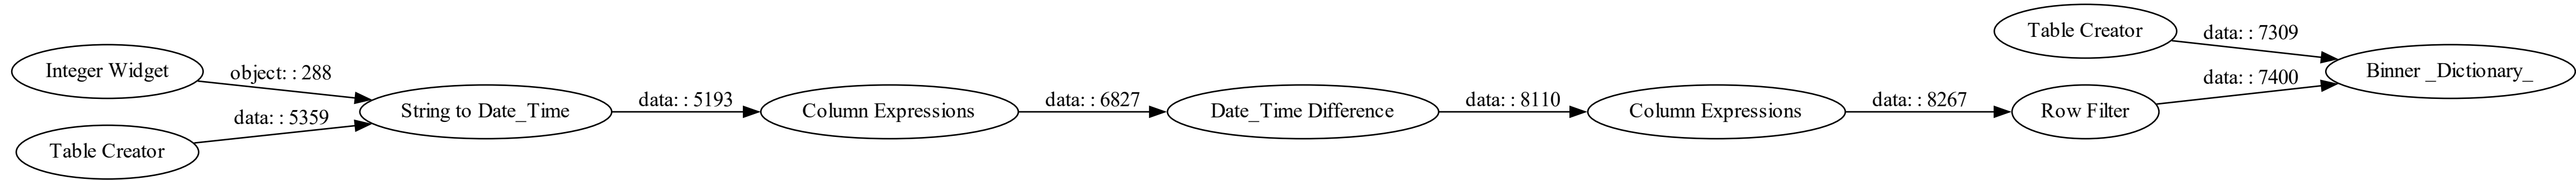 Integer Widget
object: : 288
Table Creator
data: : 5359
String to Date_Time
data: : 5193
Column Expressions
data: : 6827
Date_Time Difference
data: : 8110
Column Expressions
data: : 8267
Row Filter
Table Creator
data: : 7309
data: : 7400
Binner _Dictionary_